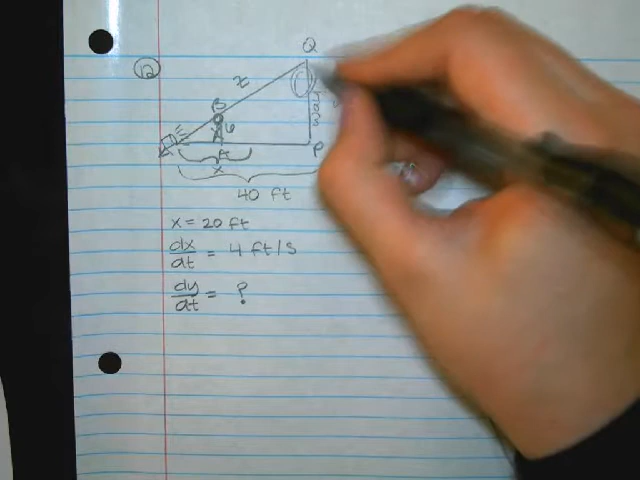 12
Q
z
B
6
ft
P
x
40 ft
x = 20 ft
dx/dt = 4 ft/s
dy/dt = ?